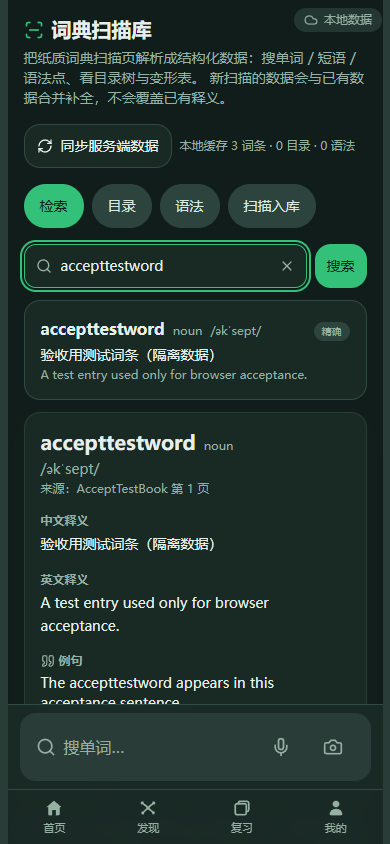 本地数据
词典扫描库
把纸质词典扫描页解析成结构化数据：搜单词 / 短语 /
语法点、看目录树与变形表。 新扫描的数据会与已有数
据合并补全，不会覆盖已有释义。
同步服务端数据 本地缓存 3 词条 · 0 目录 · 0 语法
检索 目录 语法 扫描入库
accepttestword 搜索
accepttestword noun /əkˈsept/ 精确
验收用测试词条（隔离数据）
A test entry used only for browser acceptance.
accepttestword noun
/əkˈsept/
来源：AcceptTestBook 第 1 页
中文释义
验收用测试词条（隔离数据）
英文释义
A test entry used only for browser
acceptance.
例句
The accepttestword appears in this
acceptance sentence
搜单词...
首页 发现 复习 我的